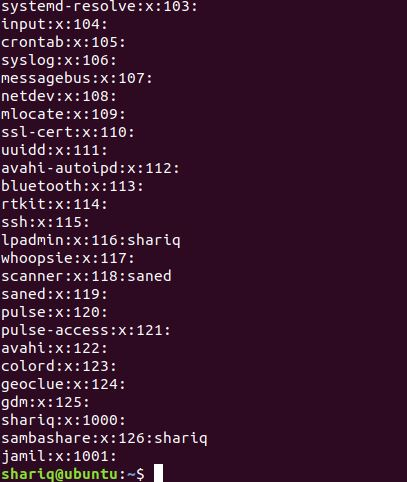 systemd-resolve:x:103:
input:x:104:
crontab:x:105:
syslog:x:106:
messagebus:x:107:
netdev:x:108:
mlocate:x:109:
ssl-cert:x:110:
uuidd:x:111:
avahi-autoipd:x:112:
bluetooth:x:113:
rtkit:x:114:
ssh:x:115:
lpadmin:x:116:shariq
whoopsie:x:117:
scanner:x:118:saned
saned:x:119:
pulse:x:120:
pulse-access:x:121:
avahi:x:122:
colord:x:123:
geoclue:x:124:
gdm:x:125:
shariq:x:1000:
sambashare:x:126:shariq
jamil:x:1001:
shariq@ubuntu:~$